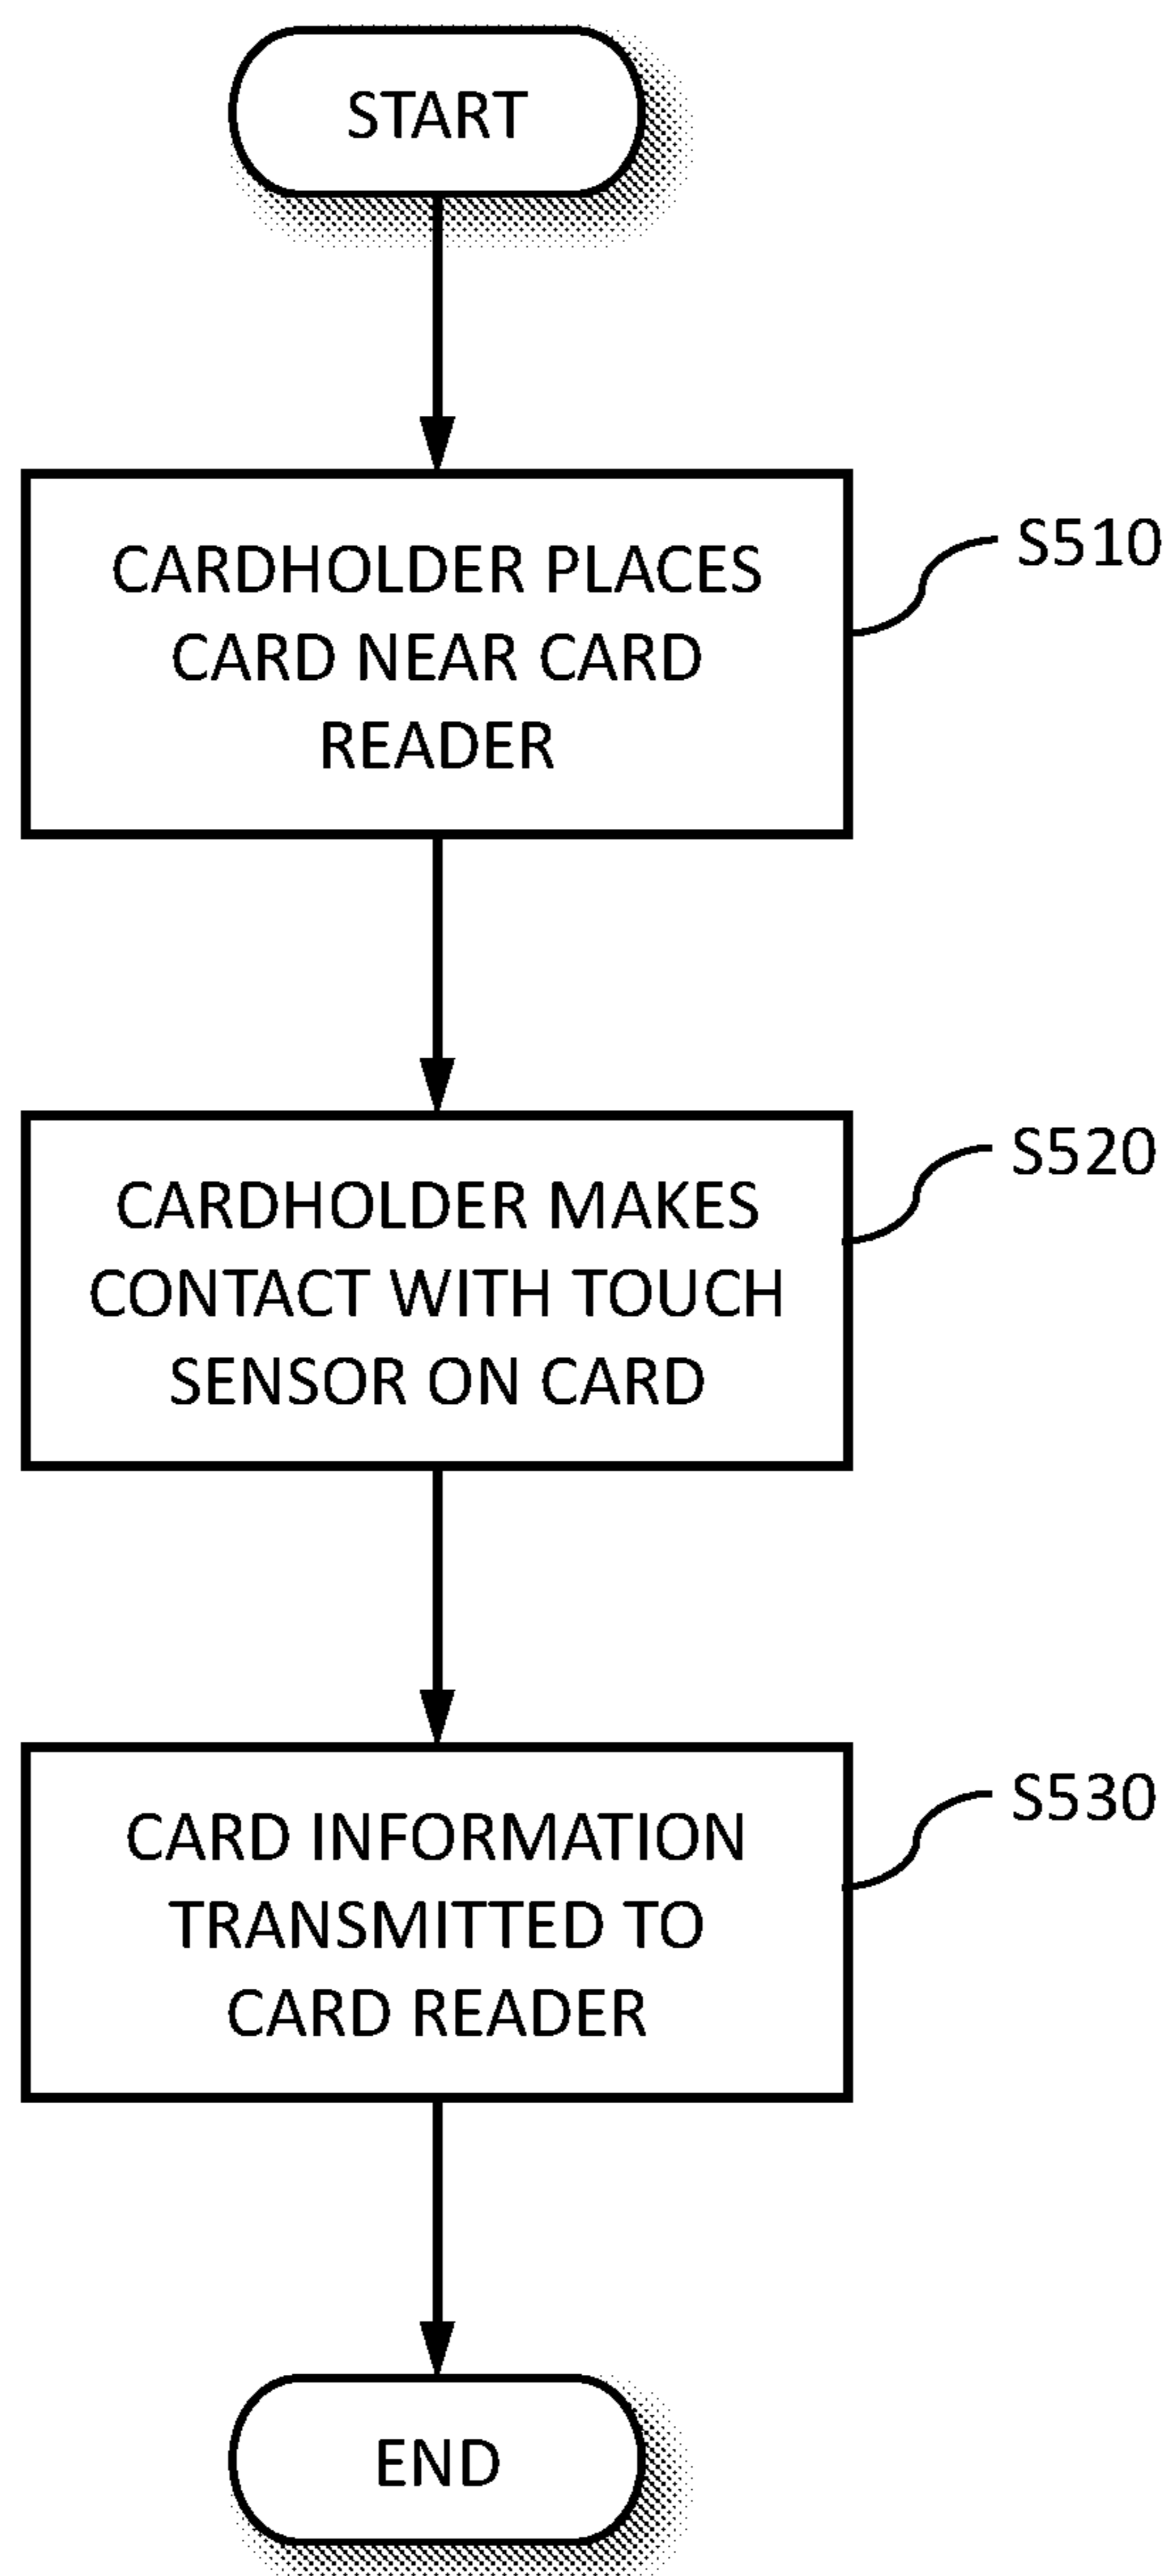 START
CARDHOLDER PLACES
CARD NEAR CARD
READER
S510
CARDHOLDER MAKES
CONTACT WITH TOUCH
SENSOR ON CARD
S520
CARD INFORMATION
TRANSMITTED TO
CARD READER
S530
END